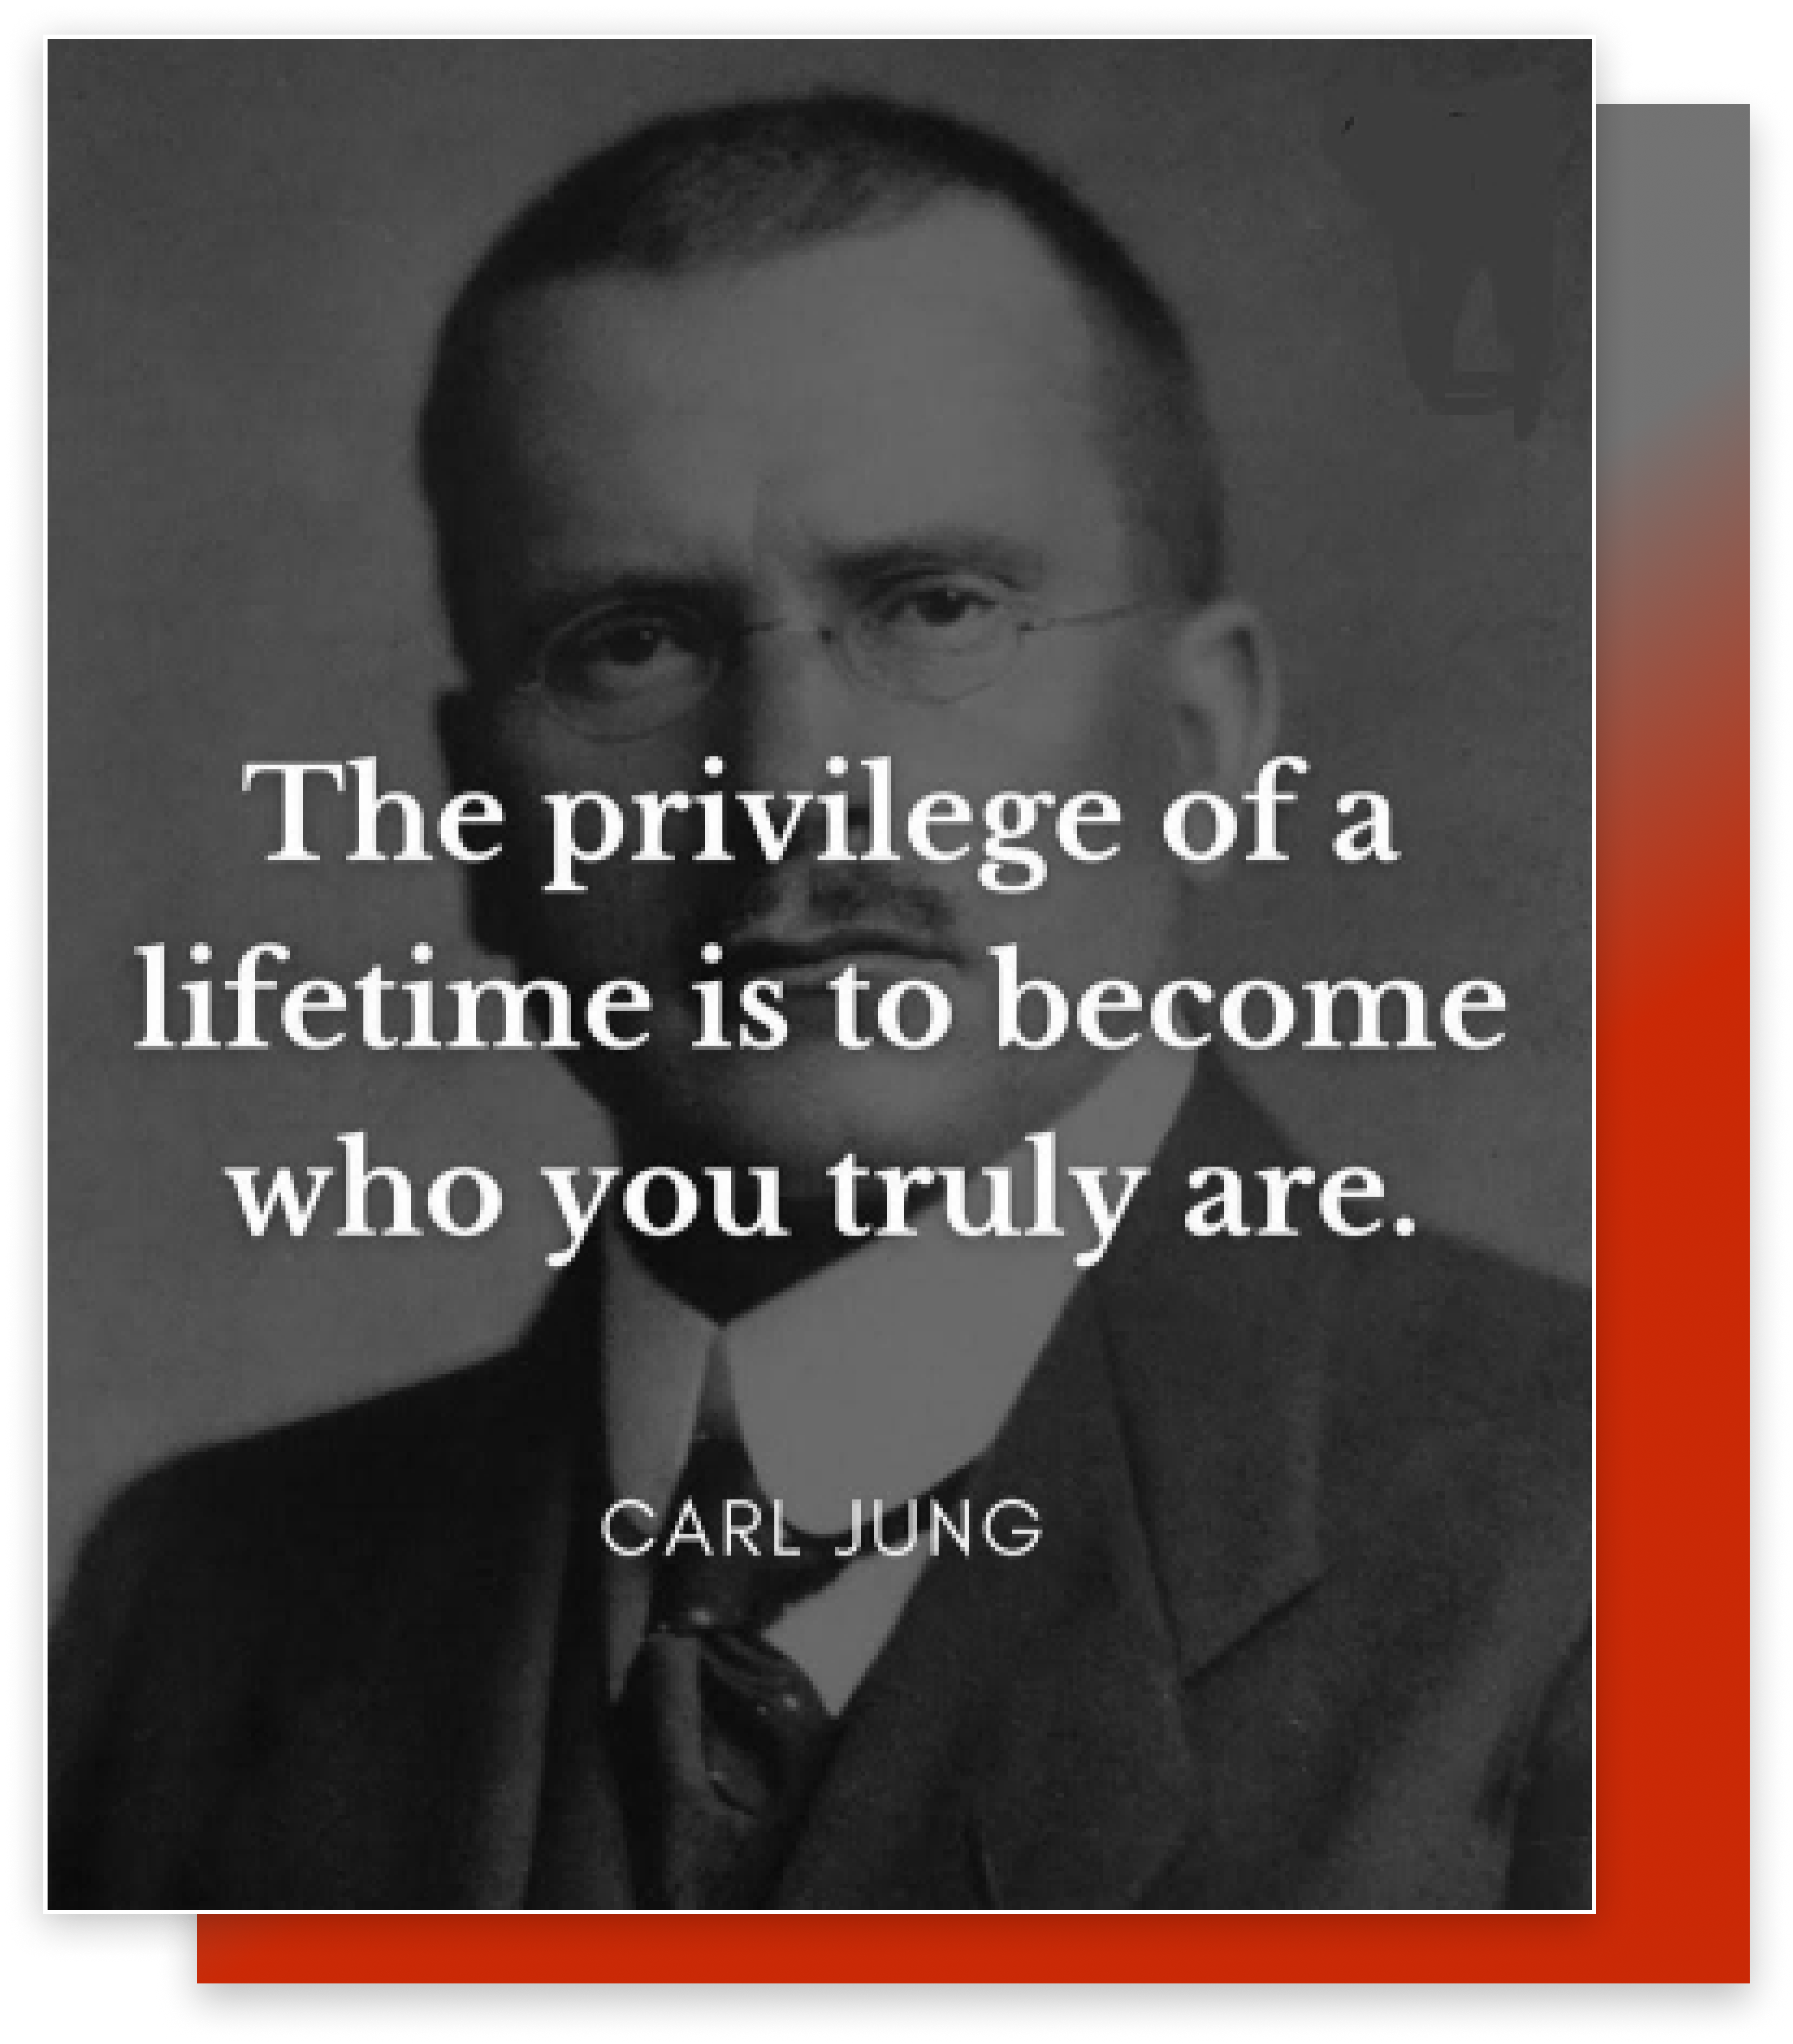 The privilege of a
lifetime is to become
who you truly are.
CARL JUNG